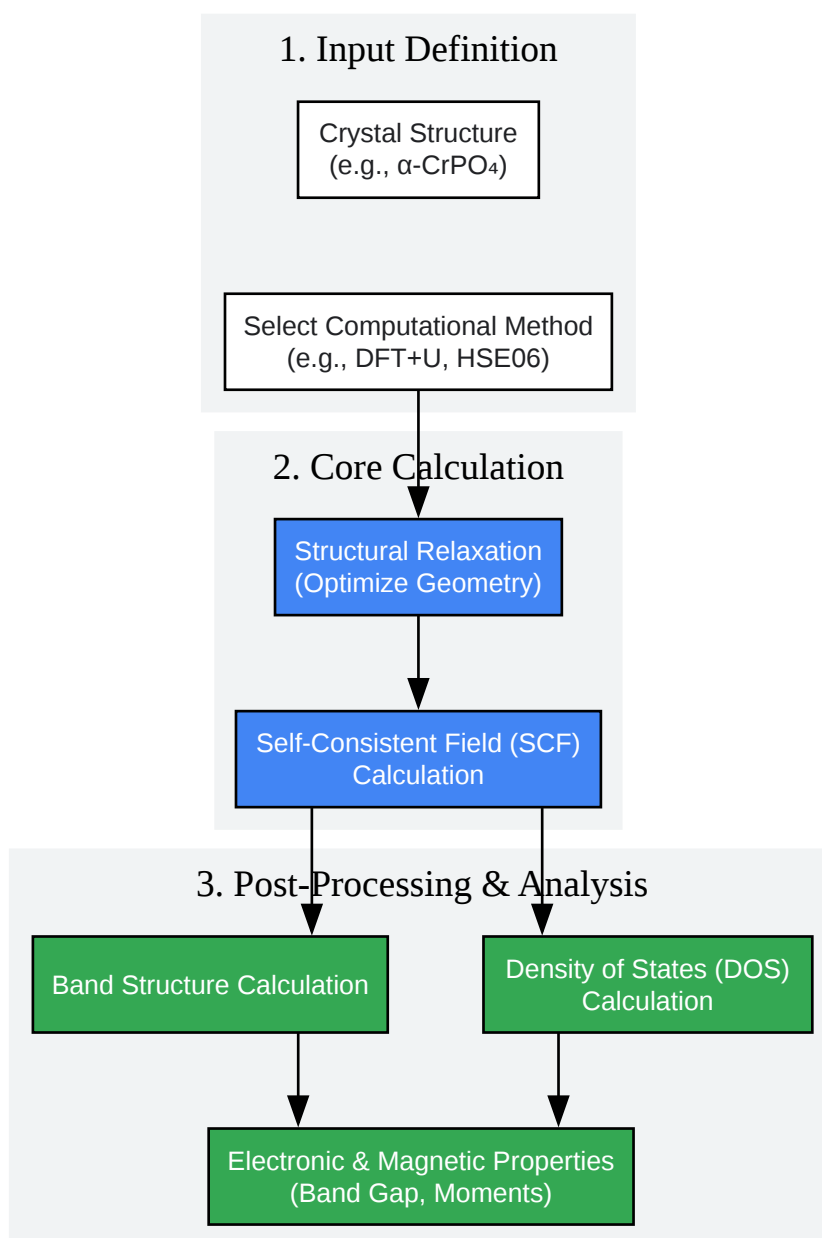 1. Input Definition
Crystal Structure
(e.g., α-CrPO₄)
Select Computational Method
(e.g., DFT+U, HSE06)
2. Core Calculation
Structural Relaxation
(Optimize Geometry)
Self-Consistent Field (SCF)
Calculation
3. Post-Processing & Analysis
Band Structure Calculation
Density of States (DOS)
Calculation
Electronic & Magnetic Properties
(Band Gap, Moments)